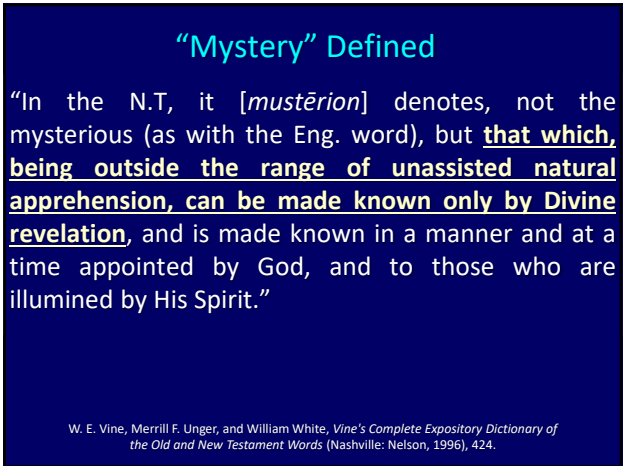 “Mystery” Defined
“In the N.T, it [mustērion] denotes, not the
mysterious (as with the Eng. word), but that which,
being outside the range of unassisted natural
apprehension, can be made known only by Divine
revelation, and is made known in a manner and at a
time appointed by God, and to those who are
illumined by His Spirit.”
W. E. Vine, Merrill F. Unger, and William White, Vine's Complete Expository Dictionary of
the Old and New Testament Words (Nashville: Nelson, 1996), 424.